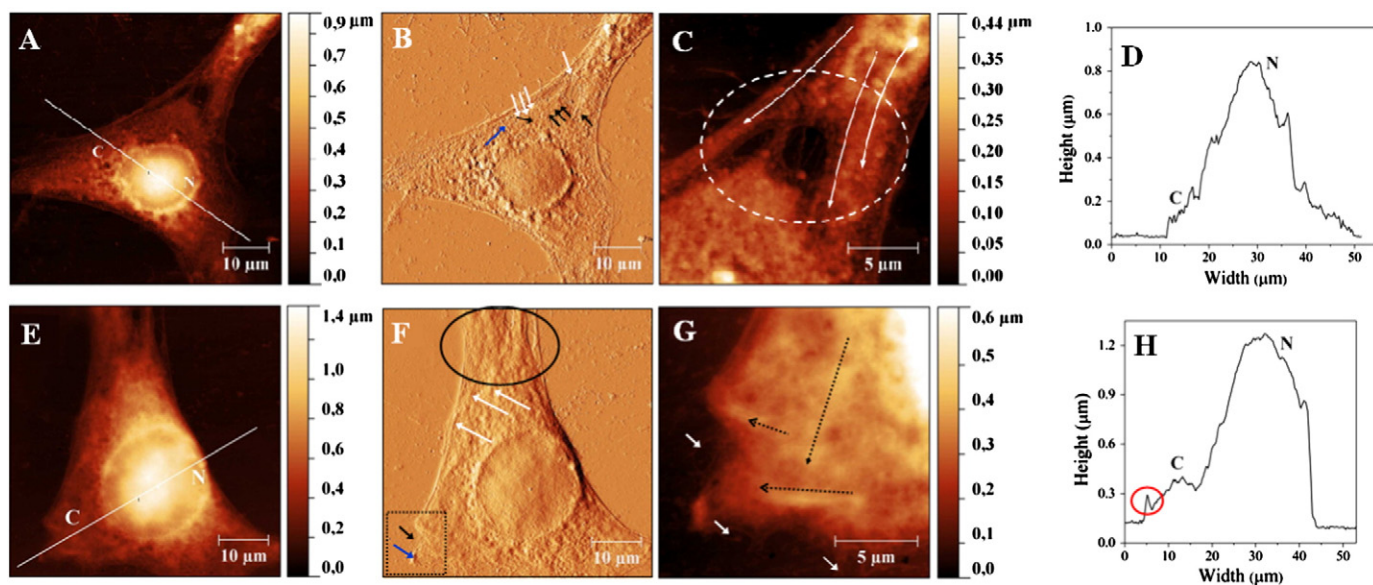 A
C
N
10 µm
0,9 µm
0,8
0,7
0,6
0,5
0,4
0,3
0,2
0,1
0,0
B
10 µm
C
5 µm
0,44 µm
0,35
0,30
0,25
0,20
0,15
0,10
0,05
0,00
D
N
C
Height (µm)
1.0
0.8
0.6
0.4
0.2
0.0
0 10 20 30 40 50
Width (µm)
E
N
C
10 µm
1,4 µm
1,0
0,8
0,6
0,4
0,2
0,0
F
10 µm
G
5 µm
0,6 µm
0,5
0,4
0,3
0,2
0,1
0,0
H
N
C
Height (µm)
1.2
0.9
0.6
0.3
0.0
0 10 20 30 40 50
Width (µm)